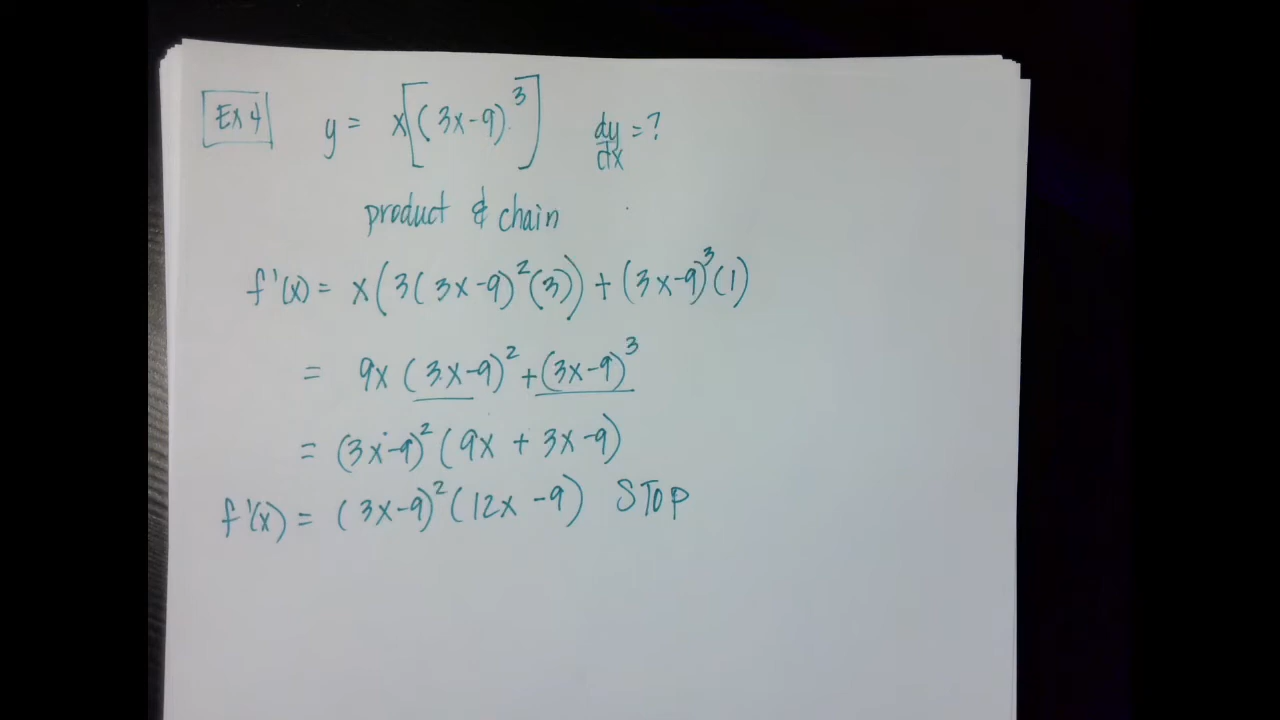 Ex 4 y = x[(3x-9)³] dy/dx = ?
product & chain
f'(x) = x(3(3x-9)²(3)) + (3x-9)³(1)
= 9x (3x-9)² + (3x-9)³
= (3x-9)² (9x + 3x-9)
f'(x) = (3x-9)² (12x -9) STOP